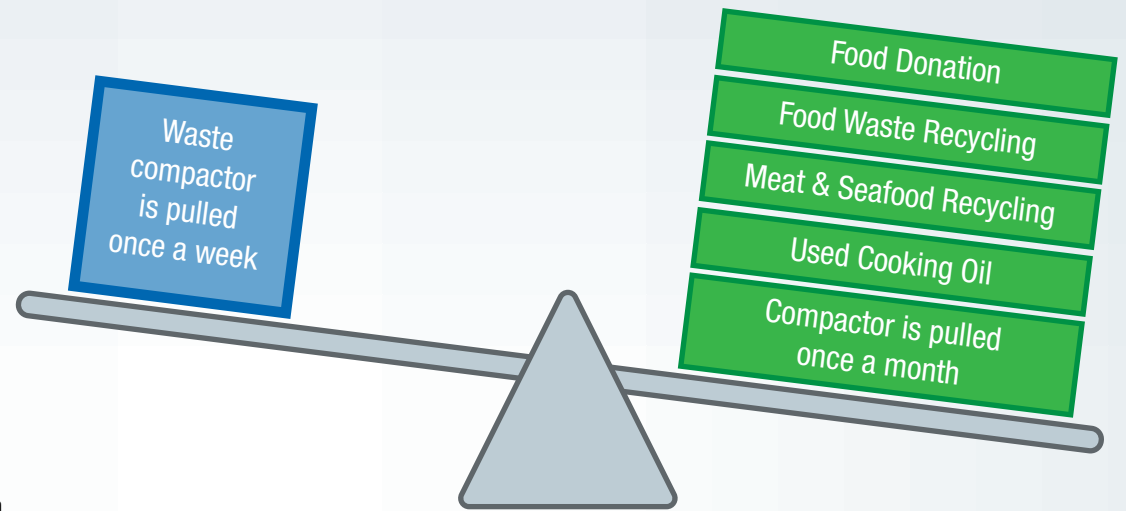 Waste
compactor
is pulled
once a week
Food Donation
Food Waste Recycling
Meat & Seafood Recycling
Used Cooking Oil
Compactor is pulled
once a month